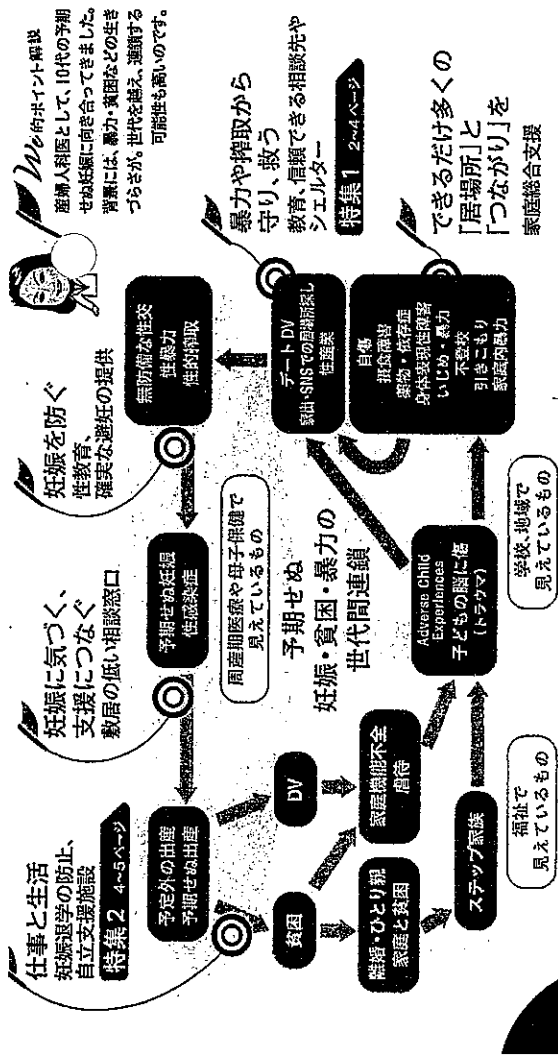 We的ポイント解説
産婦人科医として、10代の予期
せぬ妊娠に向き合ってきました。
背景には、暴力・貧困などの生き
づらさが。世代を越え、連鎖する
可能性も高いのです。
仕事と生活
妊娠退学の防止、
自立支援施設
特集2 4~5ページ
妊娠に気づく、
支援につなぐ
敷居の低い相談窓口
妊娠を防ぐ
性教育、
確実な避妊の提供
暴力や搾取から
守り、救う
教育、信頼できる相談先や
シェルター
特集1 2~4ページ
できるだけ多くの
「居場所」と
「つながり」を
家庭総合支援
予定外の出産
予期せぬ出産
予期せぬ妊娠
性感染症
無防備な性交
性暴力
性的搾取
周産期医療や母子保健で
見えているもの
デートDV
家出・SNSでの居場所探し
性産業
自傷
摂食障害
薬物・依存症
身体表現性障害
いじめ・暴力
不登校
引きこもり
家庭内暴力
予期せぬ
妊娠・貧困・暴力の
世代間連鎖
貧困
DV
離婚・ひとり親
家庭と貧困
家庭機能不全
虐待
ステップ家族
Adverse Child
Experiences
子どもの脳に傷
(トラウマ)
福祉で
見えているもの
学校、地域で
見えているもの